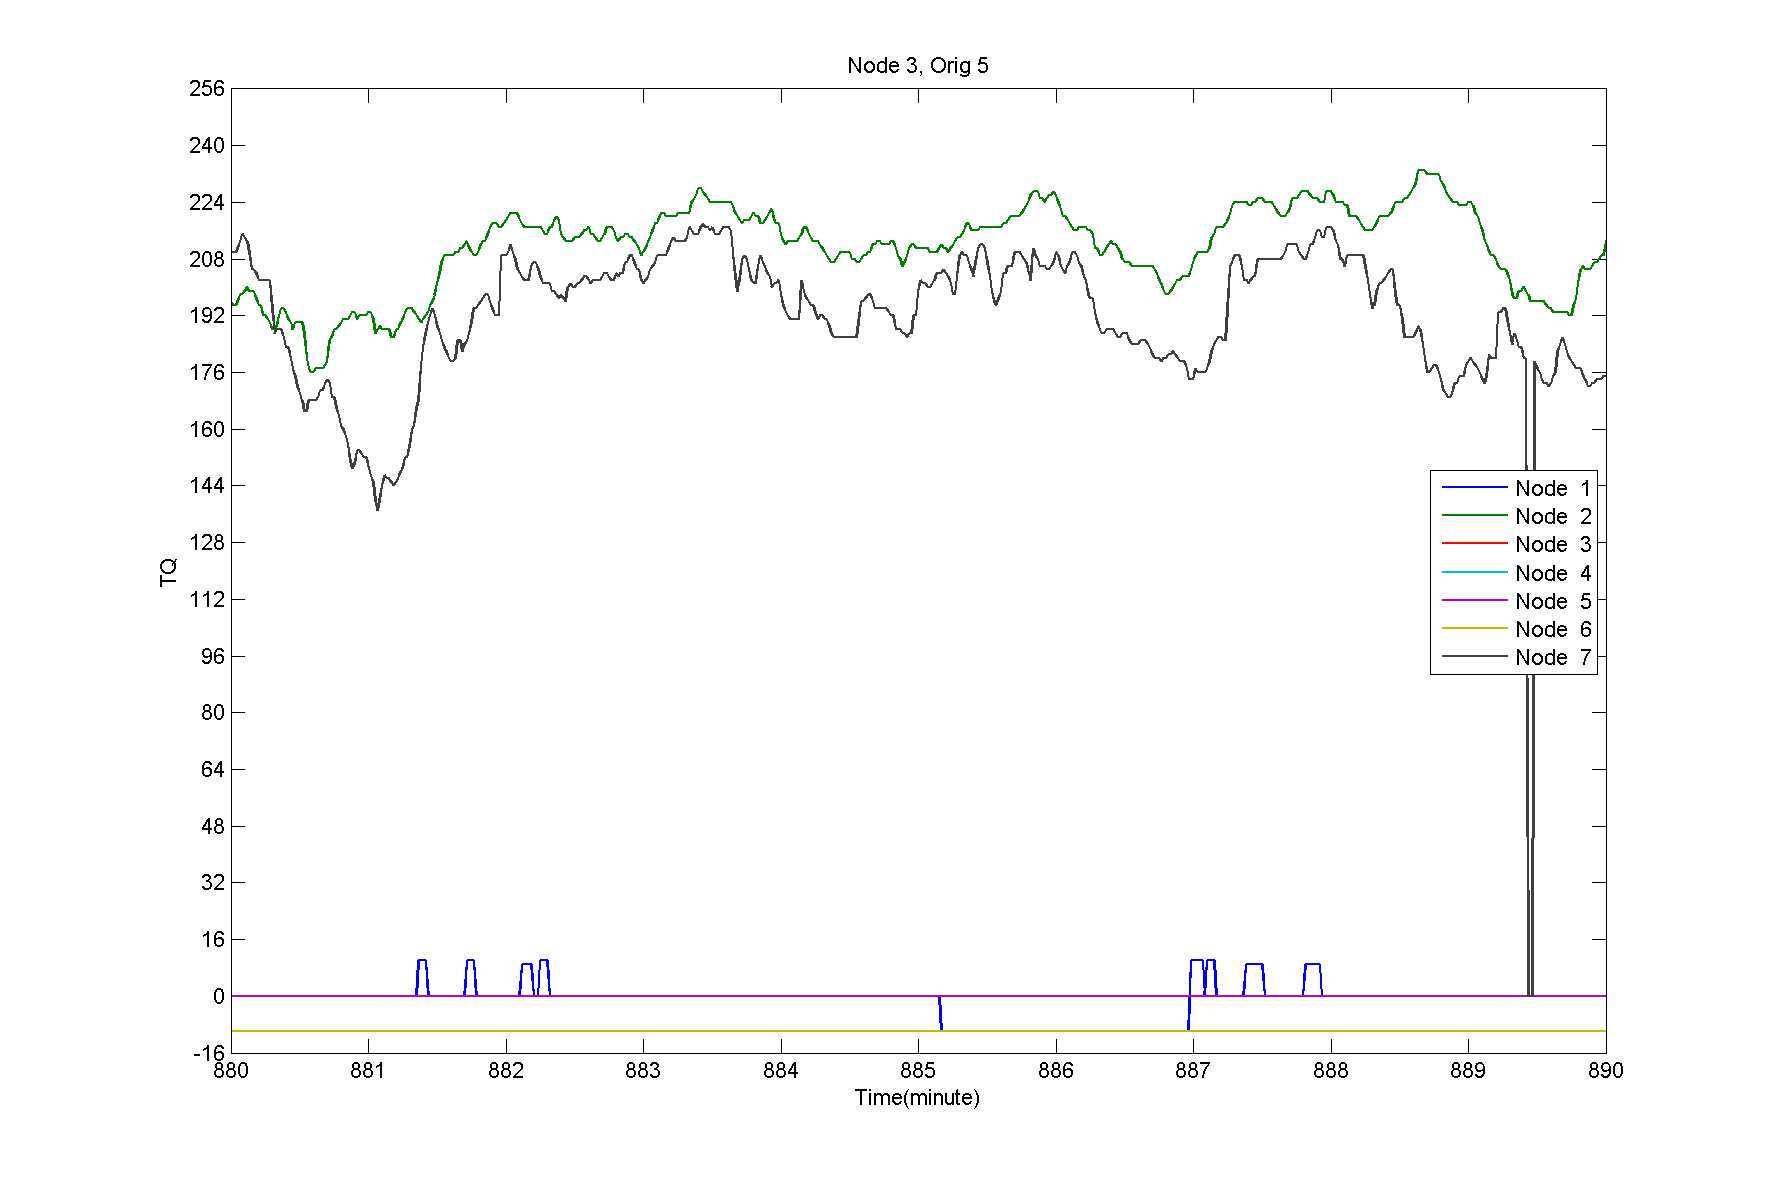 Node 3, Orig 5
256
240
224
208
192
176
160
144
128
112
96
80
64
48
32
16
0
-16
TQ
Node 1
Node 2
Node 3
Node 4
Node 5
Node 6
Node 7
880 881 882 883 884 885 886 887 888 889 890
Time(minute)